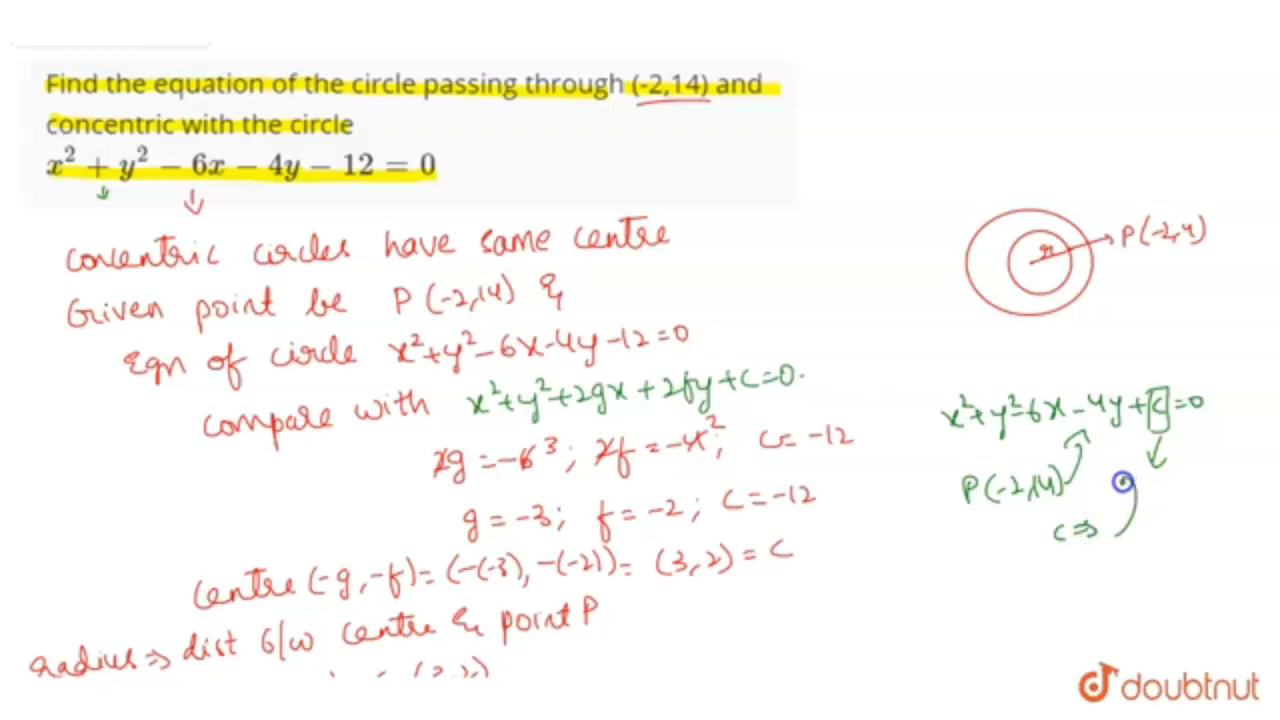 Find the equation of the circle passing through (-2,14) and
concentric with the circle
x² + y² − 6x − 4y − 12 = 0
Concentric circles have same centre
Given point be P(-2,14) &
Eqn of circle x²+y²-6x-4y-12=0
compare with x²+y²+2gx+2fy+c=0.
2g = -6 3; 2f = -4 2; c = -12
g = -3; f = -2; c = -12
Centre (-g,-f) = (-(-3), -(-2)) = (3,2) = C
radius ⇒ dist b/w centre & point P
r
P(-2,4)
x²+y²-6x-4y+c=0
P(-2,14)
c ⇒
doubtnut